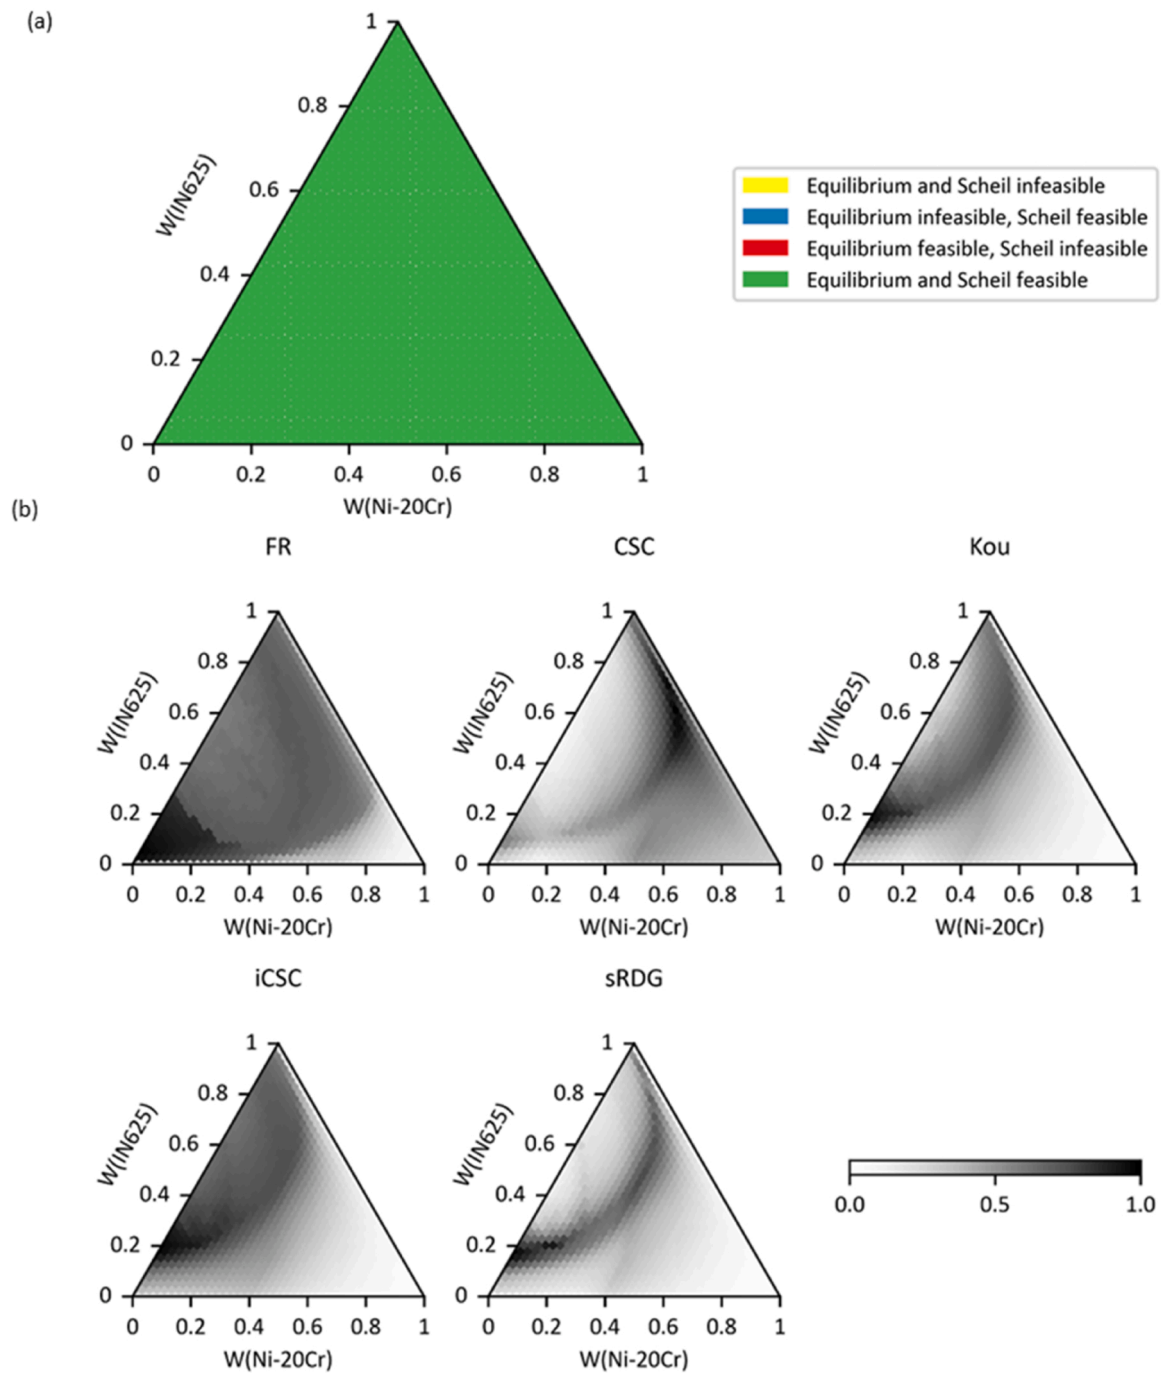 (a)
1
0.8
0.6
0.4
0.2
0
W(IN625)
0 0.2 0.4 0.6 0.8 1
W(Ni-20Cr)
Equilibrium and Scheil infeasible
Equilibrium infeasible, Scheil feasible
Equilibrium feasible, Scheil infeasible
Equilibrium and Scheil feasible
(b)
FR
1
0.8
0.6
0.4
0.2
0
W(IN625)
0 0.2 0.4 0.6 0.8 1
W(Ni-20Cr)
CSC
1
0.8
0.6
0.4
0.2
0
W(IN625)
0 0.2 0.4 0.6 0.8 1
W(Ni-20Cr)
Kou
1
0.8
0.6
0.4
0.2
0
W(IN625)
0 0.2 0.4 0.6 0.8 1
W(Ni-20Cr)
iCSC
1
0.8
0.6
0.4
0.2
0
W(IN625)
0 0.2 0.4 0.6 0.8 1
W(Ni-20Cr)
sRDG
1
0.8
0.6
0.4
0.2
0
W(IN625)
0 0.2 0.4 0.6 0.8 1
W(Ni-20Cr)
0.0 0.5 1.0